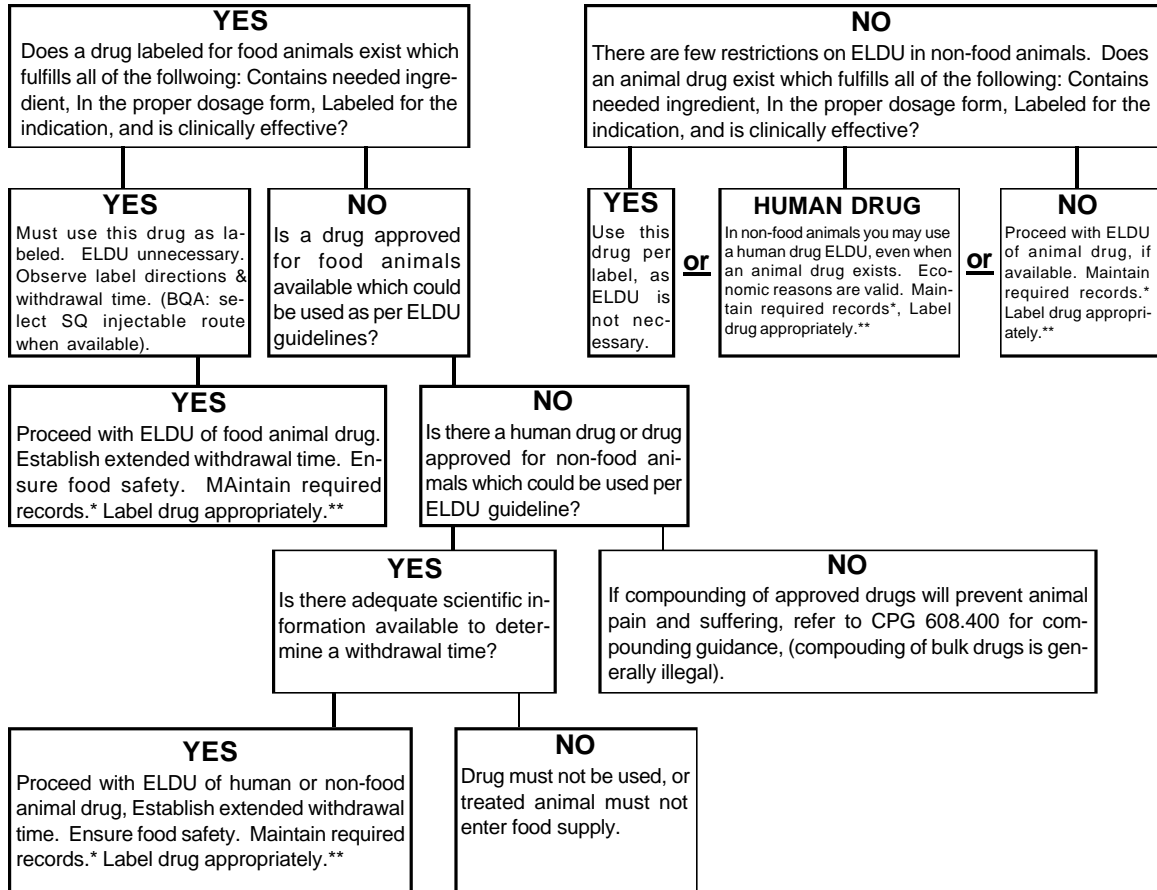 YES
Does a drug labeled for food animals exist which
fulfills all of the follwoing: Contains needed ingre-
dient, In the proper dosage form, Labeled for the
indication, and is clinically effective?
NO
There are few restrictions on ELDU in non-food animals. Does
an animal drug exist which fulfills all of the following: Contains
needed ingredient, In the proper dosage form, Labeled for the
indication, and is clinically effective?
YES
Must use this drug as la-
beled. ELDU unnecessary.
Observe label directions &
withdrawal time. (BQA: se-
lect SQ injectable route
when available).
NO
Is a drug approved
for food animals
available which could
be used as per ELDU
guidelines?
YES
Use this
drug per
label, as
ELDU is
not nec-
essary.
or
HUMAN DRUG
In non-food animals you may use
a human drug ELDU, even when
an animal drug exists. Eco-
nomic reasons are valid. Main-
tain required records*, Label
drug appropriately.**
or
NO
Proceed with ELDU
of animal drug, if
available. Maintain
required records.*
Label drug appropri-
ately.**
YES
Proceed with ELDU of food animal drug.
Establish extended withdrawal time. En-
sure food safety. MAintain required
records.* Label drug appropriately.**
NO
Is there a human drug or drug
approved for non-food ani-
mals which could be used per
ELDU guideline?
YES
Is there adequate scientific in-
formation available to deter-
mine a withdrawal time?
NO
If compounding of approved drugs will prevent animal
pain and suffering, refer to CPG 608.400 for com-
pounding guidance, (compouding of bulk drugs is gen-
erally illegal).
YES
Proceed with ELDU of human or non-food
animal drug, Establish extended withdrawal
time. Ensure food safety. Maintain required
records.* Label drug appropriately.**
NO
Drug must not be used, or
treated animal must not
enter food supply.